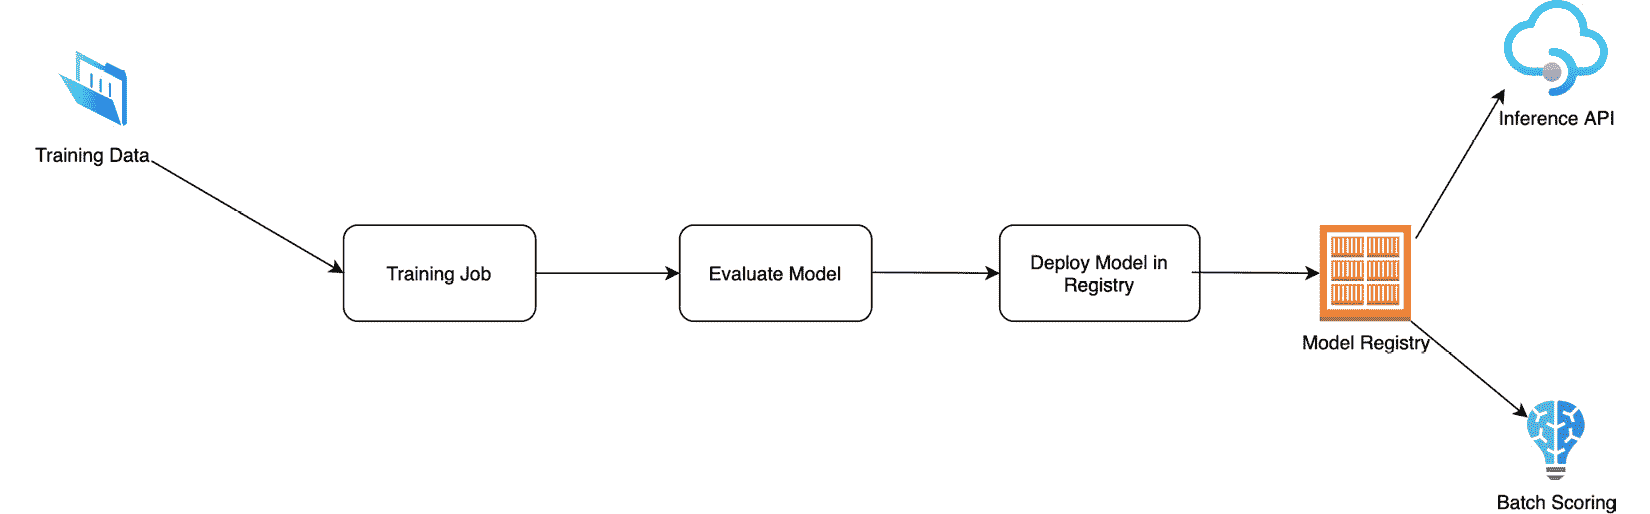 Training Data
Training Job
Evaluate Model
Deploy Model in
Registry
Model Registry
Inference API
Batch Scoring